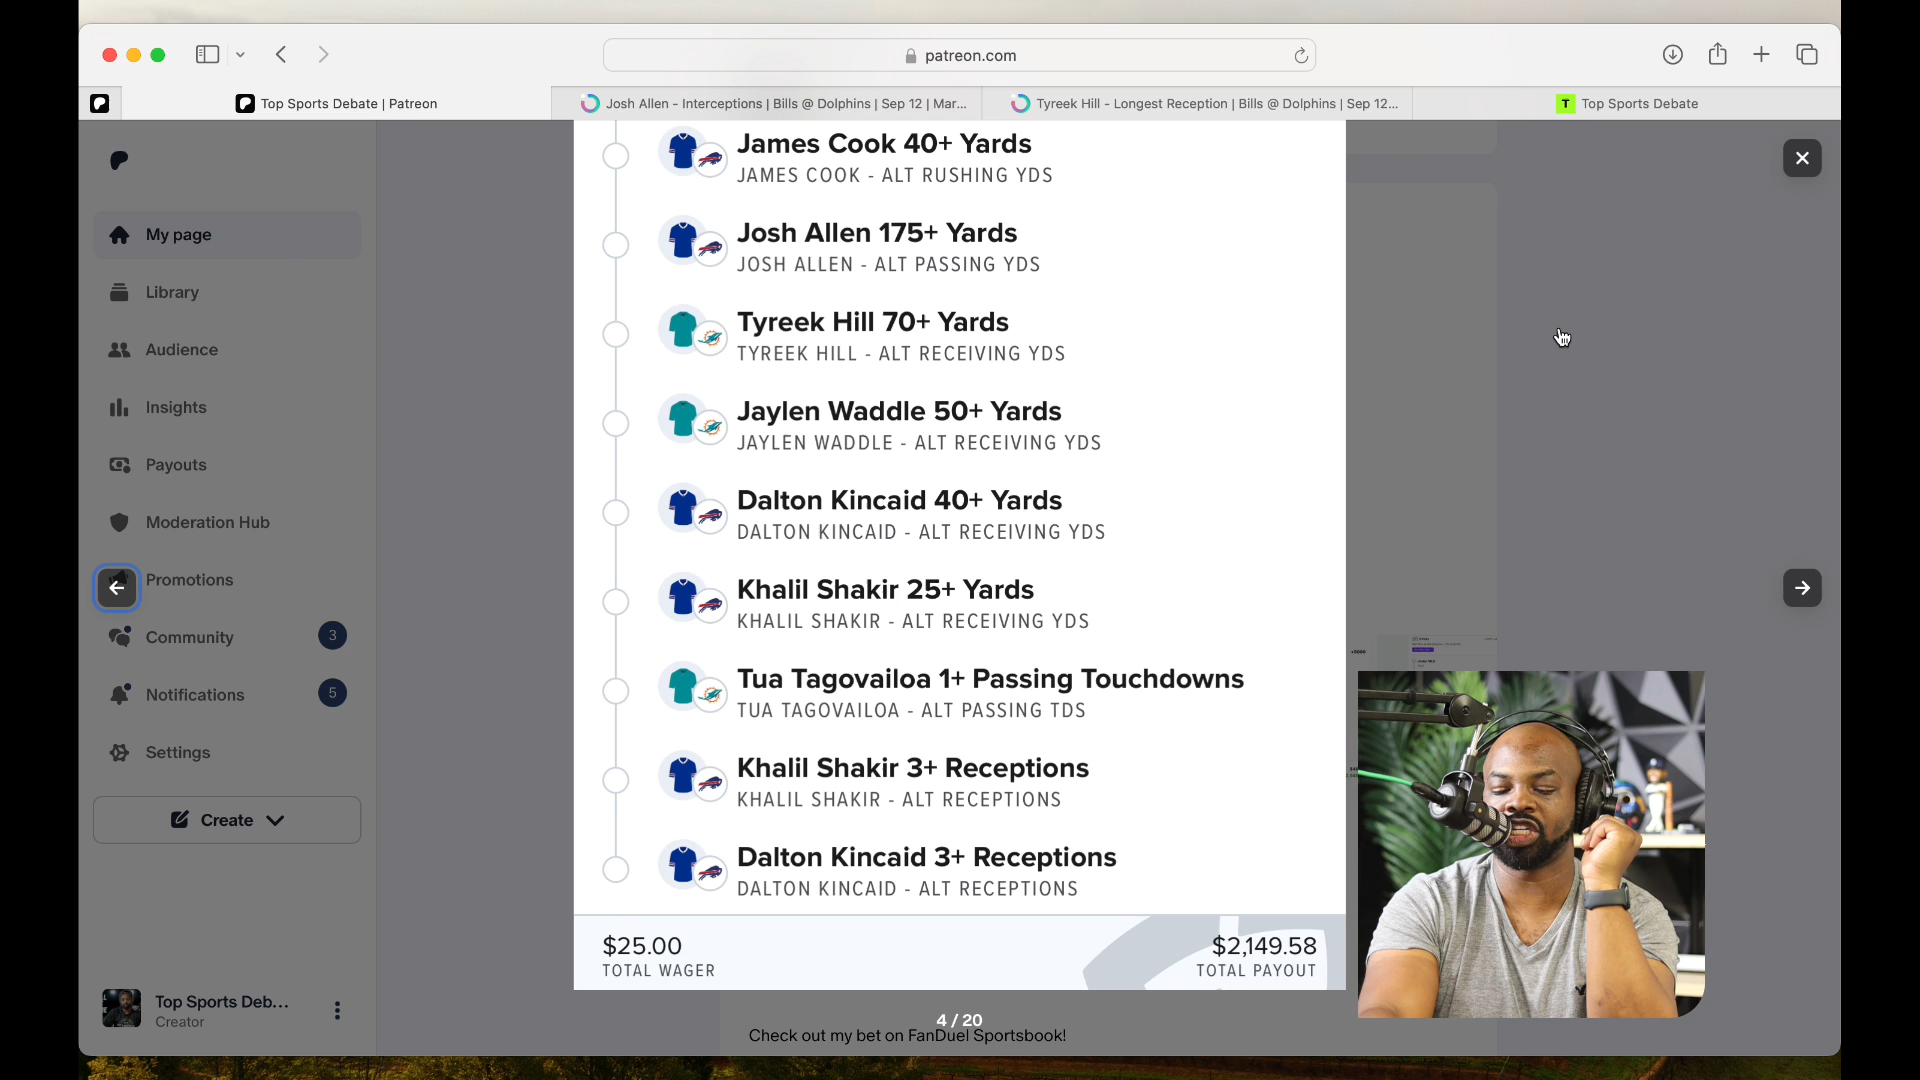 patreon.com
Top Sports Debate | Patreon
Josh Allen - Interceptions | Bills @ Dolphins | Sep 12 | Mar...
Tyreek Hill - Longest Reception | Bills @ Dolphins | Sep 12...
T Top Sports Debate
My page
Library
Audience
Insights
Payouts
Moderation Hub
Promotions
Community 3
Notifications 5
Settings
Create
Top Sports Deb...
Creator
James Cook 40+ Yards
JAMES COOK - ALT RUSHING YDS
Josh Allen 175+ Yards
JOSH ALLEN - ALT PASSING YDS
Tyreek Hill 70+ Yards
TYREEK HILL - ALT RECEIVING YDS
Jaylen Waddle 50+ Yards
JAYLEN WADDLE - ALT RECEIVING YDS
Dalton Kincaid 40+ Yards
DALTON KINCAID - ALT RECEIVING YDS
Khalil Shakir 25+ Yards
KHALIL SHAKIR - ALT RECEIVING YDS
Tua Tagovailoa 1+ Passing Touchdowns
TUA TAGOVAILOA - ALT PASSING TDS
Khalil Shakir 3+ Receptions
KHALIL SHAKIR - ALT RECEPTIONS
Dalton Kincaid 3+ Receptions
DALTON KINCAID - ALT RECEPTIONS
$25.00 $2,149.58
TOTAL WAGER TOTAL PAYOUT
4 / 20
Check out my bet on FanDuel Sportsbook!